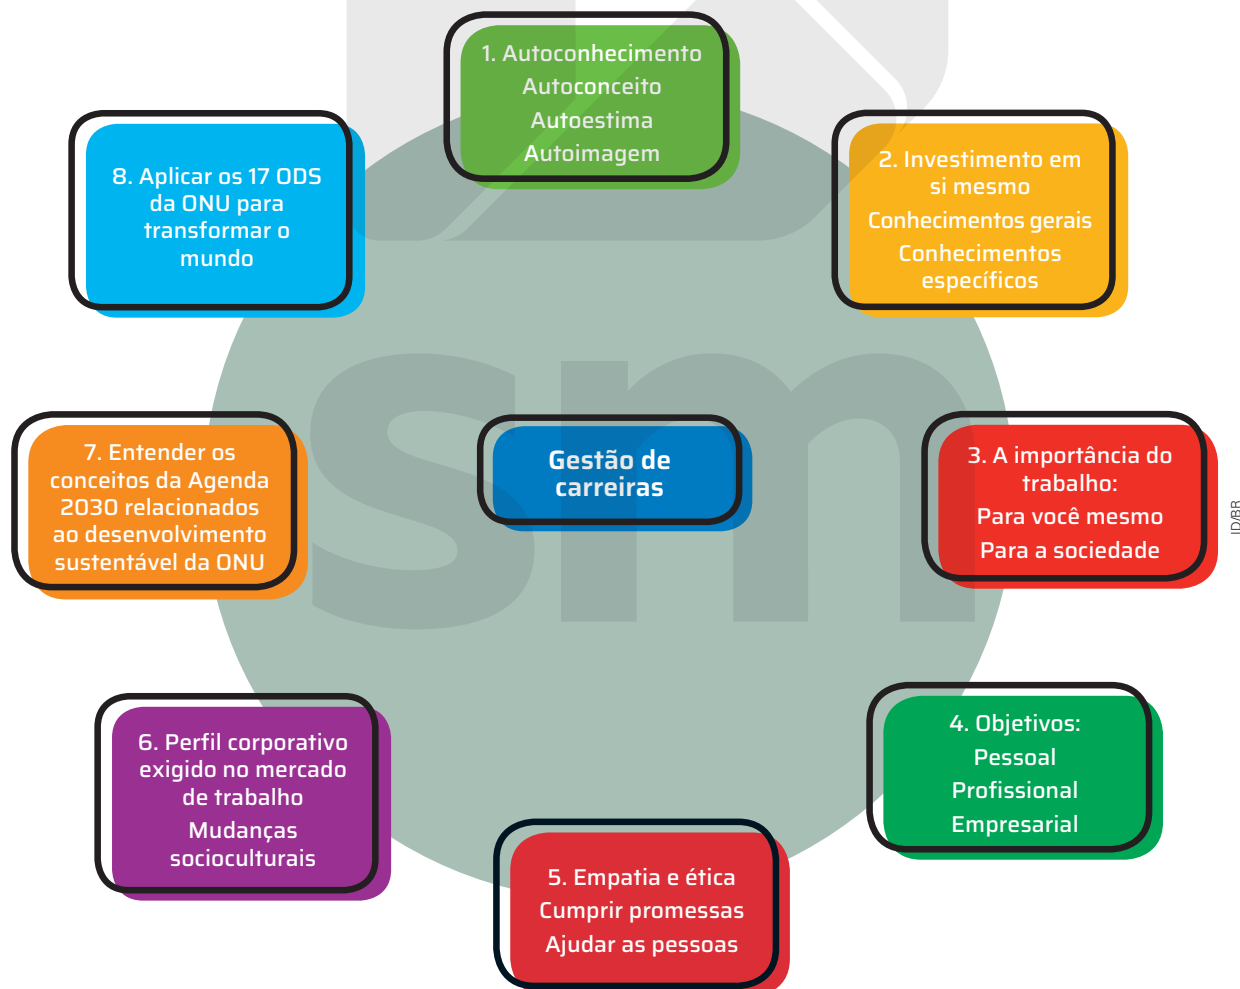 1. Autoconhecimento
Autoconceito
Autoestima
Autoimagem
2. Investimento em
si mesmo
Conhecimentos gerais
Conhecimentos
específicos
8. Aplicar os 17 ODS
da ONU para
transformar o
mundo
sm
Gestão de
carreiras
3. A importância do
trabalho:
Para você mesmo
Para a sociedade
7. Entender os
conceitos da Agenda
2030 relacionados
ao desenvolvimento
sustentável da ONU
ID/BR
4. Objetivos:
Pessoal
Profissional
Empresarial
6. Perfil corporativo
exigido no mercado
de trabalho
Mudanças
socioculturais
5. Empatia e ética
Cumprir promessas
Ajudar as pessoas